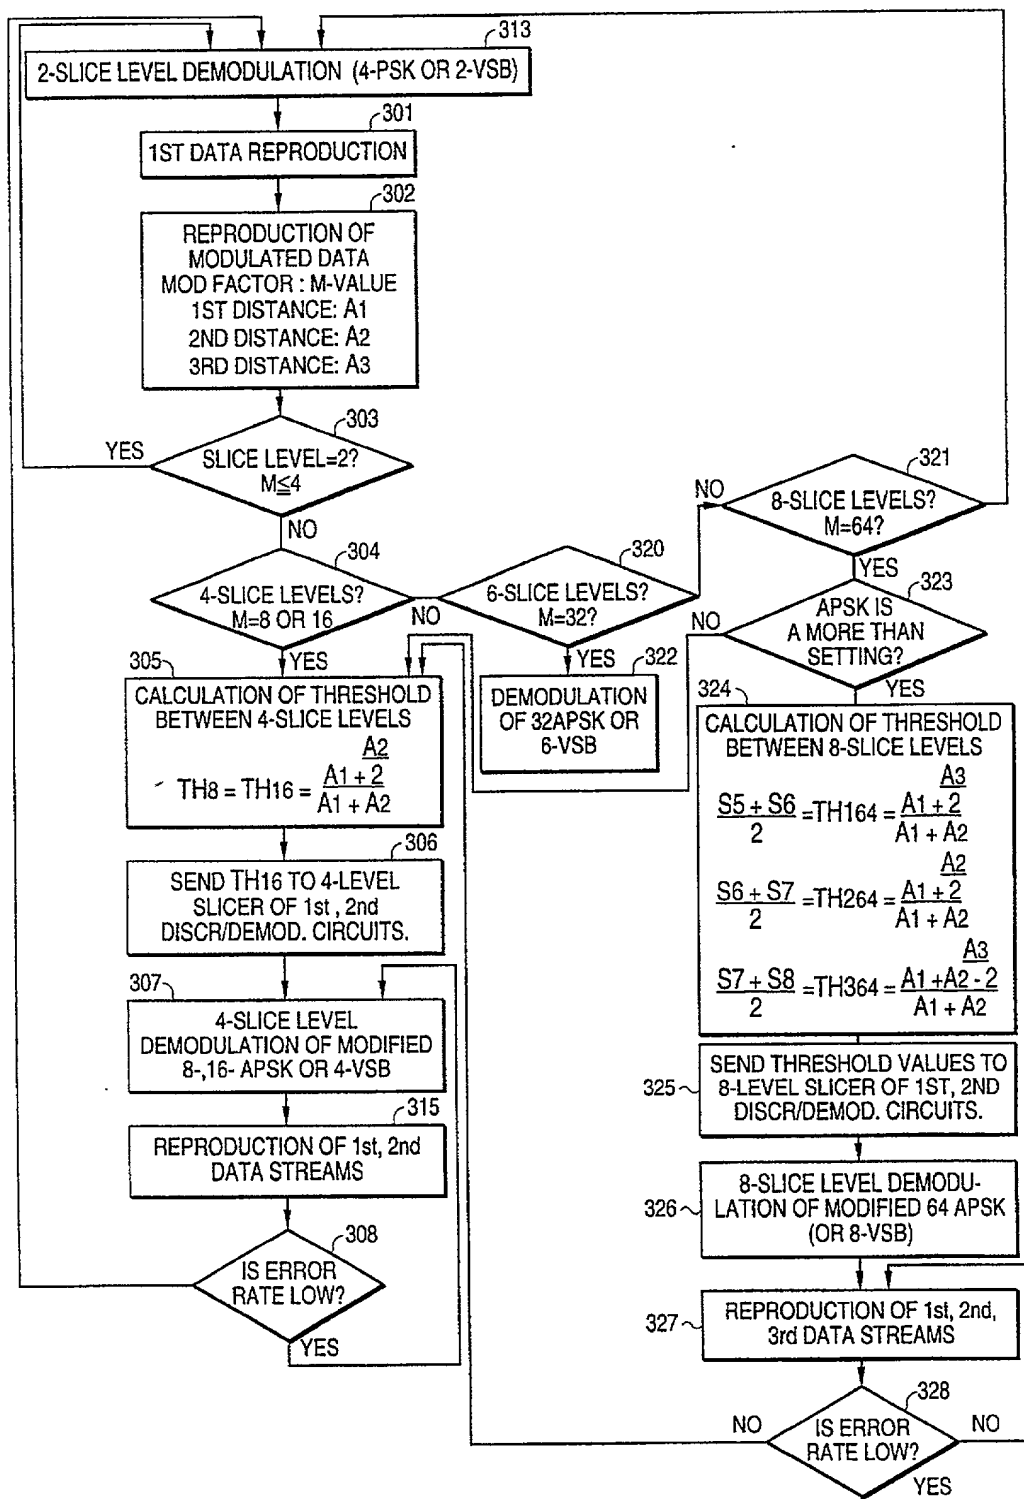 313
2-SLICE LEVEL DEMODULATION (4-PSK OR 2-VSB)
301
1ST DATA REPRODUCTION
302
REPRODUCTION OF
MODULATED DATA
MOD FACTOR : M-VALUE
1ST DISTANCE: A1
2ND DISTANCE: A2
3RD DISTANCE: A3
303
YES
SLICE LEVEL=2?
M≤4
NO
304
4-SLICE LEVELS?
M=8 OR 16
NO
YES
320
6-SLICE LEVELS?
M=32?
NO
YES
321
8-SLICE LEVELS?
M=64?
YES
322
DEMODULATION
OF 32APSK OR
6-VSB
323
NO
APSK IS
A MORE THAN
SETTING?
YES
305
CALCULATION OF THRESHOLD
BETWEEN 4-SLICE LEVELS
A2
TH8 = TH16 = A1 + 2
A1 + A2
306
SEND TH16 TO 4-LEVEL
SLICER OF 1st , 2nd
DISCR/DEMOD. CIRCUITS.
307
4-SLICE LEVEL
DEMODULATION OF MODIFIED
8-,16- APSK OR 4-VSB
315
REPRODUCTION OF 1st, 2nd
DATA STREAMS
308
IS ERROR
RATE LOW?
YES
324
CALCULATION OF THRESHOLD
BETWEEN 8-SLICE LEVELS
A3
S5 + S6 =TH164 = A1 + 2
2 A1 + A2
A2
S6 + S7 =TH264 = A1 + 2
2 A1 + A2
A3
S7 + S8 =TH364 = A1 +A2 - 2
2 A1 + A2
325
SEND THRESHOLD VALUES TO
8-LEVEL SLICER OF 1ST, 2ND
DISCR/DEMOD. CIRCUITS.
326
8-SLICE LEVEL DEMODU-
LATION OF MODIFIED 64 APSK
(OR 8-VSB)
327
REPRODUCTION OF 1st, 2nd,
3rd DATA STREAMS
328
NO
IS ERROR
RATE LOW?
NO
YES